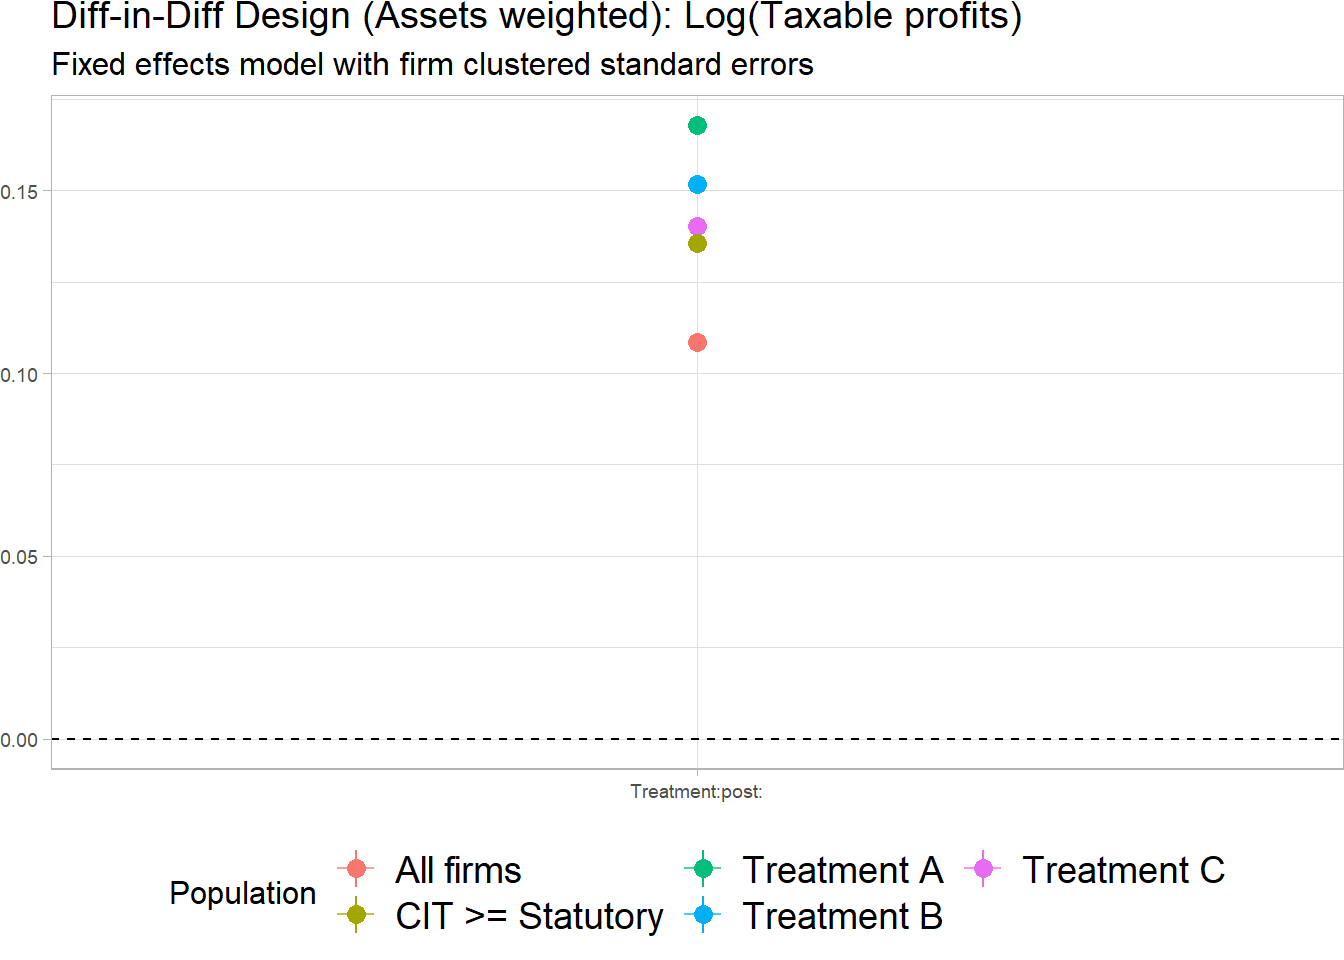 Diff-in-Diff Design (Assets weighted): Log(Taxable profits)
Fixed effects model with firm clustered standard errors
0.15
0.10
0.05
0.00
Treatment:post:
Population
All firms
CIT >= Statutory
Treatment A
Treatment B
Treatment C